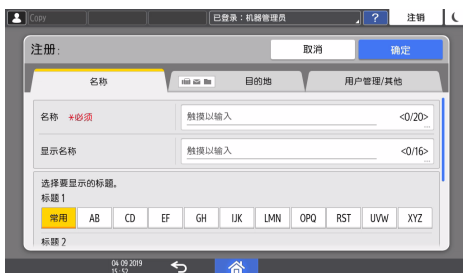 Copy
已登录：机器管理员
?
注销
注册:
取消
确定
名称
目的地
用户管理/其他
名称 *必须
触摸以输入
<0/20>
显示名称
触摸以输入
<0/16>
选择要显示的标题。
标题 1
常用 AB CD EF GH IJK LMN OPQ RST UVW XYZ
标题 2
04 09 2019
15:52